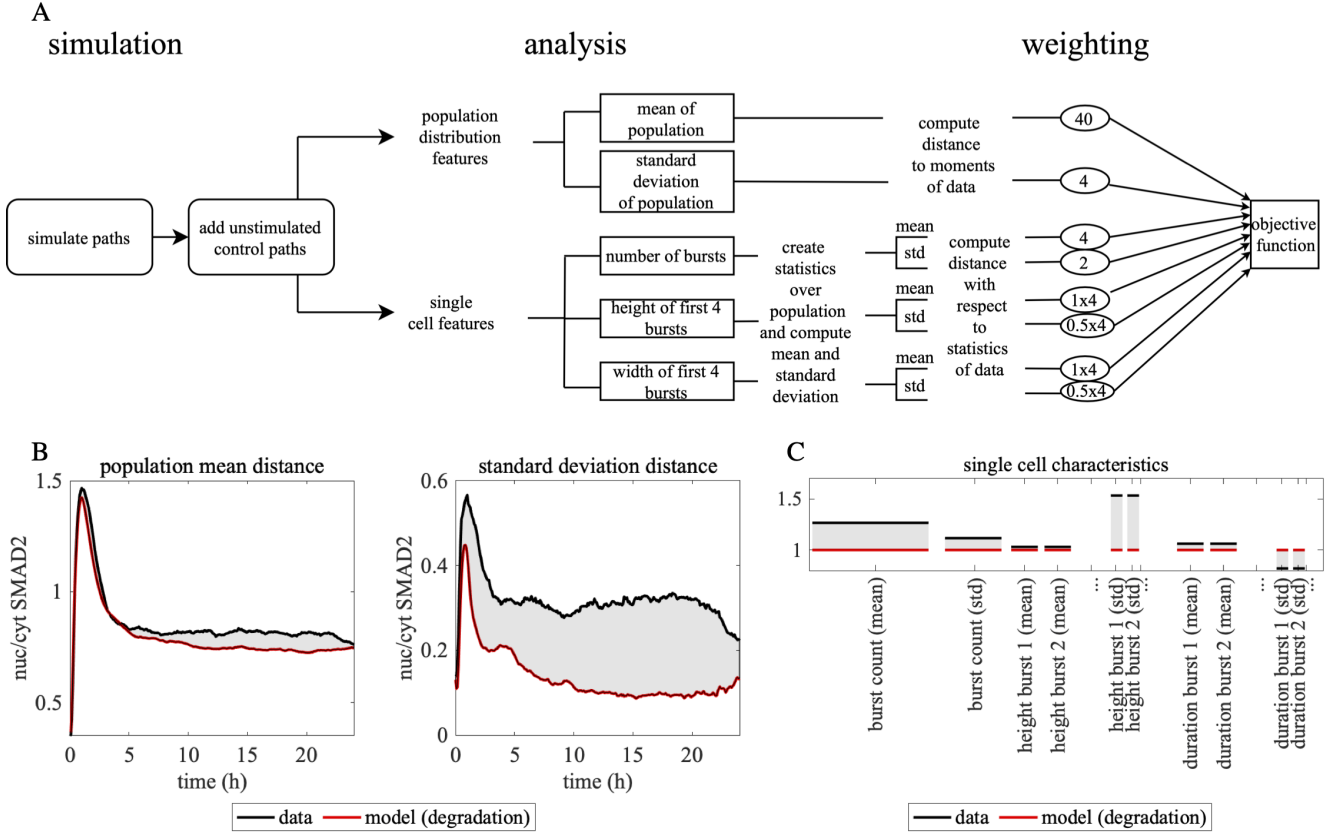 A
simulation
analysis
weighting
simulate paths
add unstimulated
control paths
population
distribution
features
single
cell features
mean of
population
standard
deviation
of population
number of bursts
height of first 4
bursts
width of first 4
bursts
create
statistics
over
population
and compute
mean and
standard
deviation
mean
std
mean
std
mean
std
compute
distance
to moments
of data
compute
distance
with
respect
to
statistics
of data
40
4
4
2
1x4
0.5x4
1x4
0.5x4
objective
function
B
population mean distance
nuc/cyt SMAD2
1.5
1
0.5
0
5
10
15
20
time (h)
standard deviation distance
nuc/cyt SMAD2
0.6
0.4
0.2
0
0
5
10
15
20
time (h)
data
model (degradation)
C
single cell characteristics
1.5
1
burst count (mean)
burst count (std)
height burst 1 (mean)
height burst 2 (mean)
...
height burst 1 (std)
height burst 2 (std)
...
duration burst 1 (mean)
duration burst 2 (mean)
...
duration burst 1 (std)
duration burst 2 (std)
...
data
model (degradation)